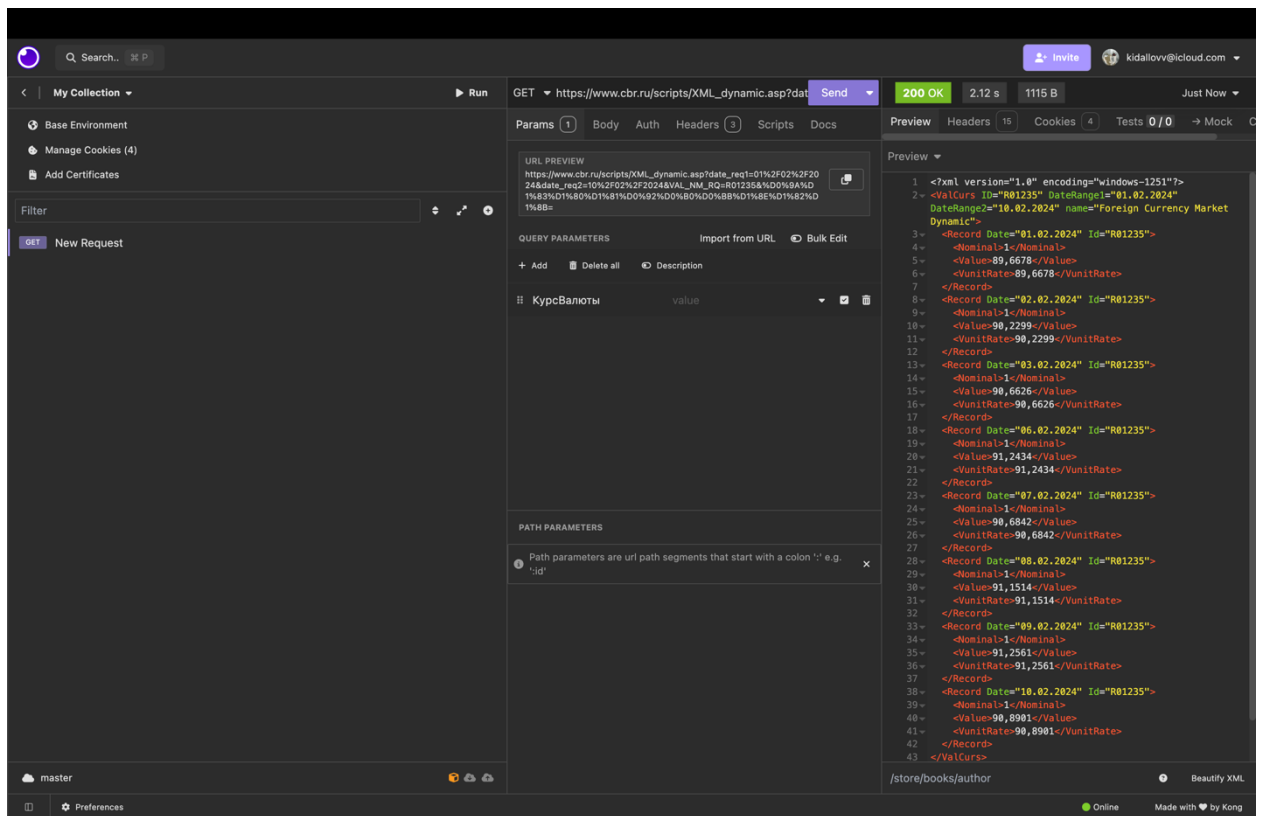 Search.. ⌘ P
Invite
kidallovv@icloud.com
My Collection
Run
Base Environment
Manage Cookies (4)
Add Certificates
Filter
GET New Request
master
Preferences
GET https://www.cbr.ru/scripts/XML_dynamic.asp?dat Send
Params 1 Body Auth Headers 3 Scripts Docs
URL PREVIEW
https://www.cbr.ru/scripts/XML_dynamic.asp?date_req1=01%2F02%2F20
24&date_req2=10%2F02%2F2024&VAL_NM_RQ=R01235&%D0%9A%D
1%83%D1%80%D1%81%D0%92%D0%B0%D0%BB%D1%8E%D1%82%D
1%8B=
QUERY PARAMETERS Import from URL Bulk Edit
+ Add Delete all Description
КурсВалюты value
PATH PARAMETERS
Path parameters are url path segments that start with a colon ':' e.g.
':id'
200 OK 2.12 s 1115 B Just Now
Preview Headers 15 Cookies 4 Tests 0 / 0 → Mock C
Preview
1 <?xml version="1.0" encoding="windows-1251"?>
2 <ValCurs ID="R01235" DateRange1="01.02.2024"
DateRange2="10.02.2024" name="Foreign Currency Market
Dynamic">
3 <Record Date="01.02.2024" Id="R01235">
4 <Nominal>1</Nominal>
5 <Value>89,6678</Value>
6 <VunitRate>89,6678</VunitRate>
7 </Record>
8 <Record Date="02.02.2024" Id="R01235">
9 <Nominal>1</Nominal>
10 <Value>90,2299</Value>
11 <VunitRate>90,2299</VunitRate>
12 </Record>
13 <Record Date="03.02.2024" Id="R01235">
14 <Nominal>1</Nominal>
15 <Value>90,6626</Value>
16 <VunitRate>90,6626</VunitRate>
17 </Record>
18 <Record Date="06.02.2024" Id="R01235">
19 <Nominal>1</Nominal>
20 <Value>91,2434</Value>
21 <VunitRate>91,2434</VunitRate>
22 </Record>
23 <Record Date="07.02.2024" Id="R01235">
24 <Nominal>1</Nominal>
25 <Value>90,6842</Value>
26 <VunitRate>90,6842</VunitRate>
27 </Record>
28 <Record Date="08.02.2024" Id="R01235">
29 <Nominal>1</Nominal>
30 <Value>91,1514</Value>
31 <VunitRate>91,1514</VunitRate>
32 </Record>
33 <Record Date="09.02.2024" Id="R01235">
34 <Nominal>1</Nominal>
35 <Value>91,2561</Value>
36 <VunitRate>91,2561</VunitRate>
37 </Record>
38 <Record Date="10.02.2024" Id="R01235">
39 <Nominal>1</Nominal>
40 <Value>90,8901</Value>
41 <VunitRate>90,8901</VunitRate>
42 </Record>
43 </ValCurs>
/store/books/author Beautify XML
Online Made with ♥ by Kong